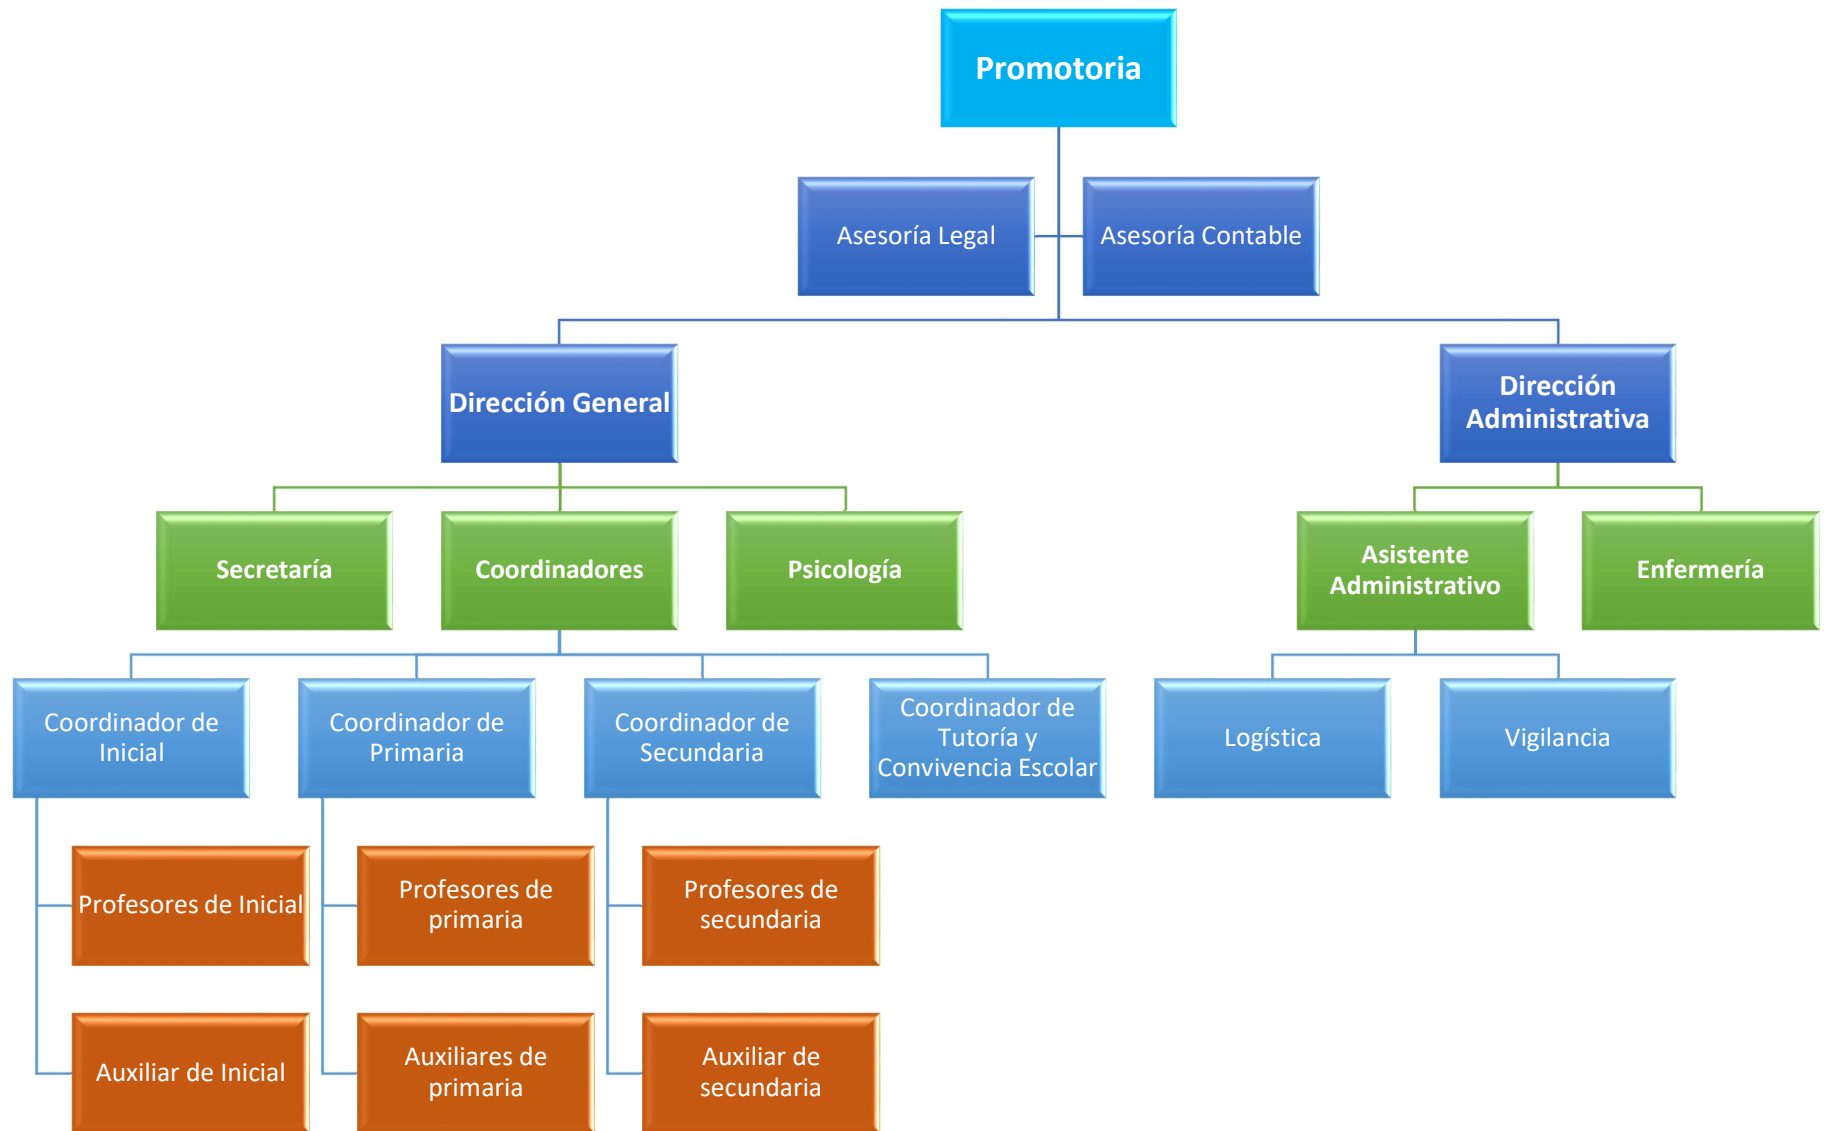 Promotoria
Asesoría Legal
Asesoría Contable
Dirección General
Dirección
Administrativa
Secretaría
Coordinadores
Psicología
Asistente
Administrativo
Enfermería
Coordinador de
Inicial
Coordinador de
Primaria
Coordinador de
Secundaria
Coordinador de
Tutoría y
Convivencia Escolar
Logística
Vigilancia
Profesores de Inicial
Profesores de
primaria
Profesores de
secundaria
Auxiliar de Inicial
Auxiliares de
primaria
Auxiliar de
secundaria